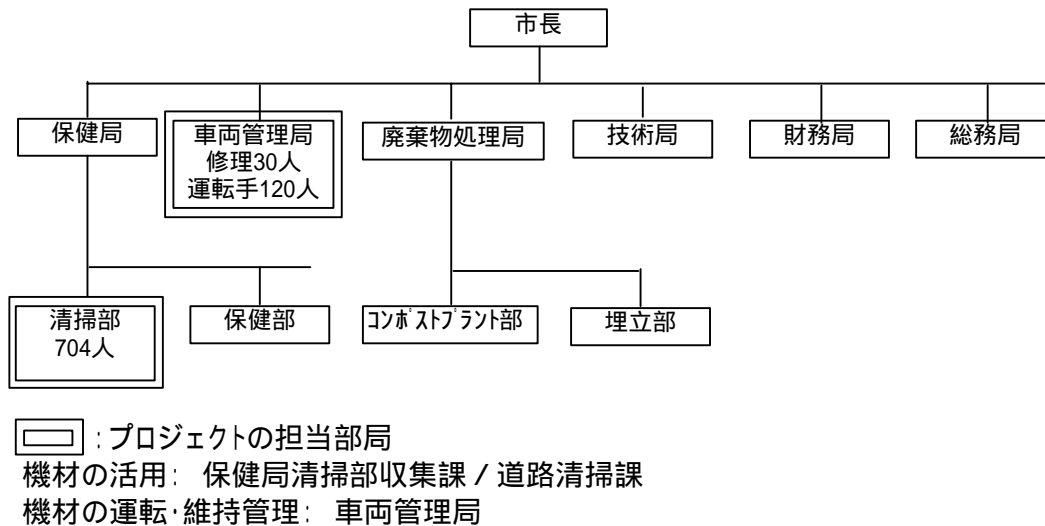 市長
保健局
車両管理局
修理30人
運転手120人
廃棄物処理局
技術局
財務局
総務局
清掃部
704人
保健部
コンポストプラント部
埋立部
:プロジェクトの担当部局
機材の活用: 保健局清掃部収集課 / 道路清掃課
機材の運転・維持管理: 車両管理局